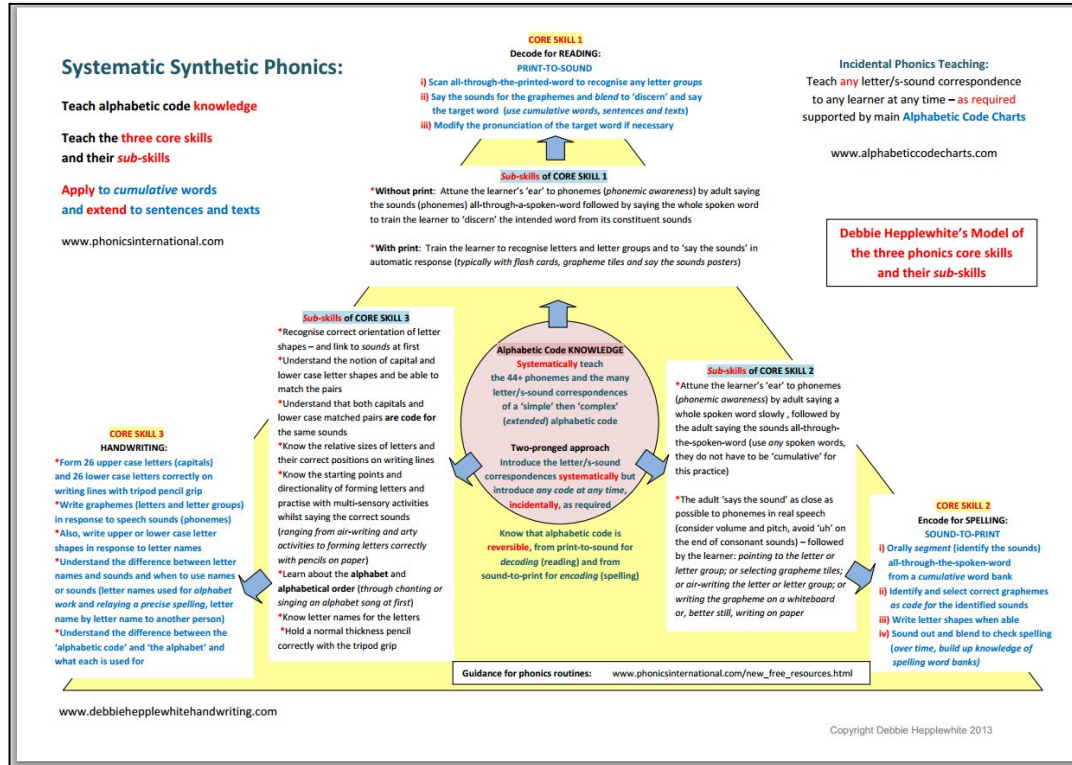 Systematic Synthetic Phonics:
Teach alphabetic code knowledge
Teach the three core skills
and their sub-skills
Apply to cumulative words
and extend to sentences and texts
www.phonicsinternational.com
CORE SKILL 1
Decode for READING:
PRINT-TO-SOUND
i) Scan all-through-the-printed-word to recognise any letter groups
ii) Say the sounds for the graphemes and blend to ‘discern’ and say
the target word (use cumulative words, sentences and texts)
iii) Modify the pronunciation of the target word if necessary
Incidental Phonics Teaching:
Teach any letter/s-sound correspondence
to any learner at any time – as required
supported by main Alphabetic Code Charts
www.alphabeticcodecharts.com
Debbie Hepplewhite’s Model of
the three phonics core skills
and their sub-skills
Sub-skills of CORE SKILL 1
*Without print: Attune the learner’s ‘ear’ to phonemes (phonemic awareness) by adult saying
the sounds (phonemes) all-through-a-spoken-word followed by saying the whole spoken word
to train the learner to ‘discern’ the intended word from its constituent sounds
*With print: Train the learner to recognise letters and letter groups and to ‘say the sounds’ in
automatic response (typically with flash cards, grapheme tiles and say the sounds posters)
Sub-skills of CORE SKILL 3
*Recognise correct orientation of letter
shapes – and link to sounds at first
*Understand the notion of capital and
lower case letter shapes and be able to
match the pairs
*Understand that both capitals and
lower case matched pairs are code for
the same sounds
*Know the relative sizes of letters and
their correct positions on writing lines
*Know the starting points and
directionality of forming letters and
practise with multi-sensory activities
whilst saying the correct sounds
(ranging from air-writing and arty
activities to forming letters correctly
with pencils on paper)
*Learn about the alphabet and
alphabetical order (through chanting or
singing an alphabet song at first)
*Know letter names for the letters
*Hold a normal thickness pencil
correctly with the tripod grip
Alphabetic Code KNOWLEDGE
Systematically teach
the 44+ phonemes and the many
letter/s-sound correspondences
of a ‘simple’ then ‘complex’
(extended) alphabetic code
Two-pronged approach
Introduce the letter/s-sound
correspondences systematically but
introduce any code at any time,
incidentally, as required
Know that alphabetic code is
reversible, from print-to-sound for
decoding (reading) and from
sound-to-print for encoding (spelling)
Sub-skills of CORE SKILL 2
*Attune the learner’s ‘ear’ to phonemes
(phonemic awareness) by adult saying a
whole spoken word slowly , followed by
the adult saying the sounds all-through-
the-spoken-word (use any spoken words,
they do not have to be ‘cumulative’ for
this practice)
*The adult ‘says the sound’ as close as
possible to phonemes in real speech
(consider volume and pitch, avoid ‘uh’ on
the end of consonant sounds) – followed
by the learner: pointing to the letter or
letter group; or selecting grapheme tiles;
or air-writing the letter or letter group; or
writing the grapheme on a whiteboard
or, better still, writing on paper
CORE SKILL 3
HANDWRITING:
*Form 26 upper case letters (capitals)
and 26 lower case letters correctly on
writing lines with tripod pencil grip
*Write graphemes (letters and letter groups)
in response to speech sounds (phonemes)
*Also, write upper or lower case letter
shapes in response to letter names
*Understand the difference between letter
names and sounds and when to use names
or sounds (letter names used for alphabet
work and relaying a precise spelling, letter
name by letter name to another person)
*Understand the difference between the
‘alphabetic code’ and ‘the alphabet’ and
what each is used for
CORE SKILL 2
Encode for SPELLING:
SOUND-TO-PRINT
i) Orally segment (identify the sounds)
all-through-the-spoken-word
from a cumulative word bank
ii) Identify and select correct graphemes
as code for the identified sounds
iii) Write letter shapes when able
iv) Sound out and blend to check spelling
(over time, build up knowledge of
spelling word banks)
Guidance for phonics routines: www.phonicsinternational.com/new_free_resources.html
www.debbiehepplewhitehandwriting.com
Copyright Debbie Hepplewhite 2013